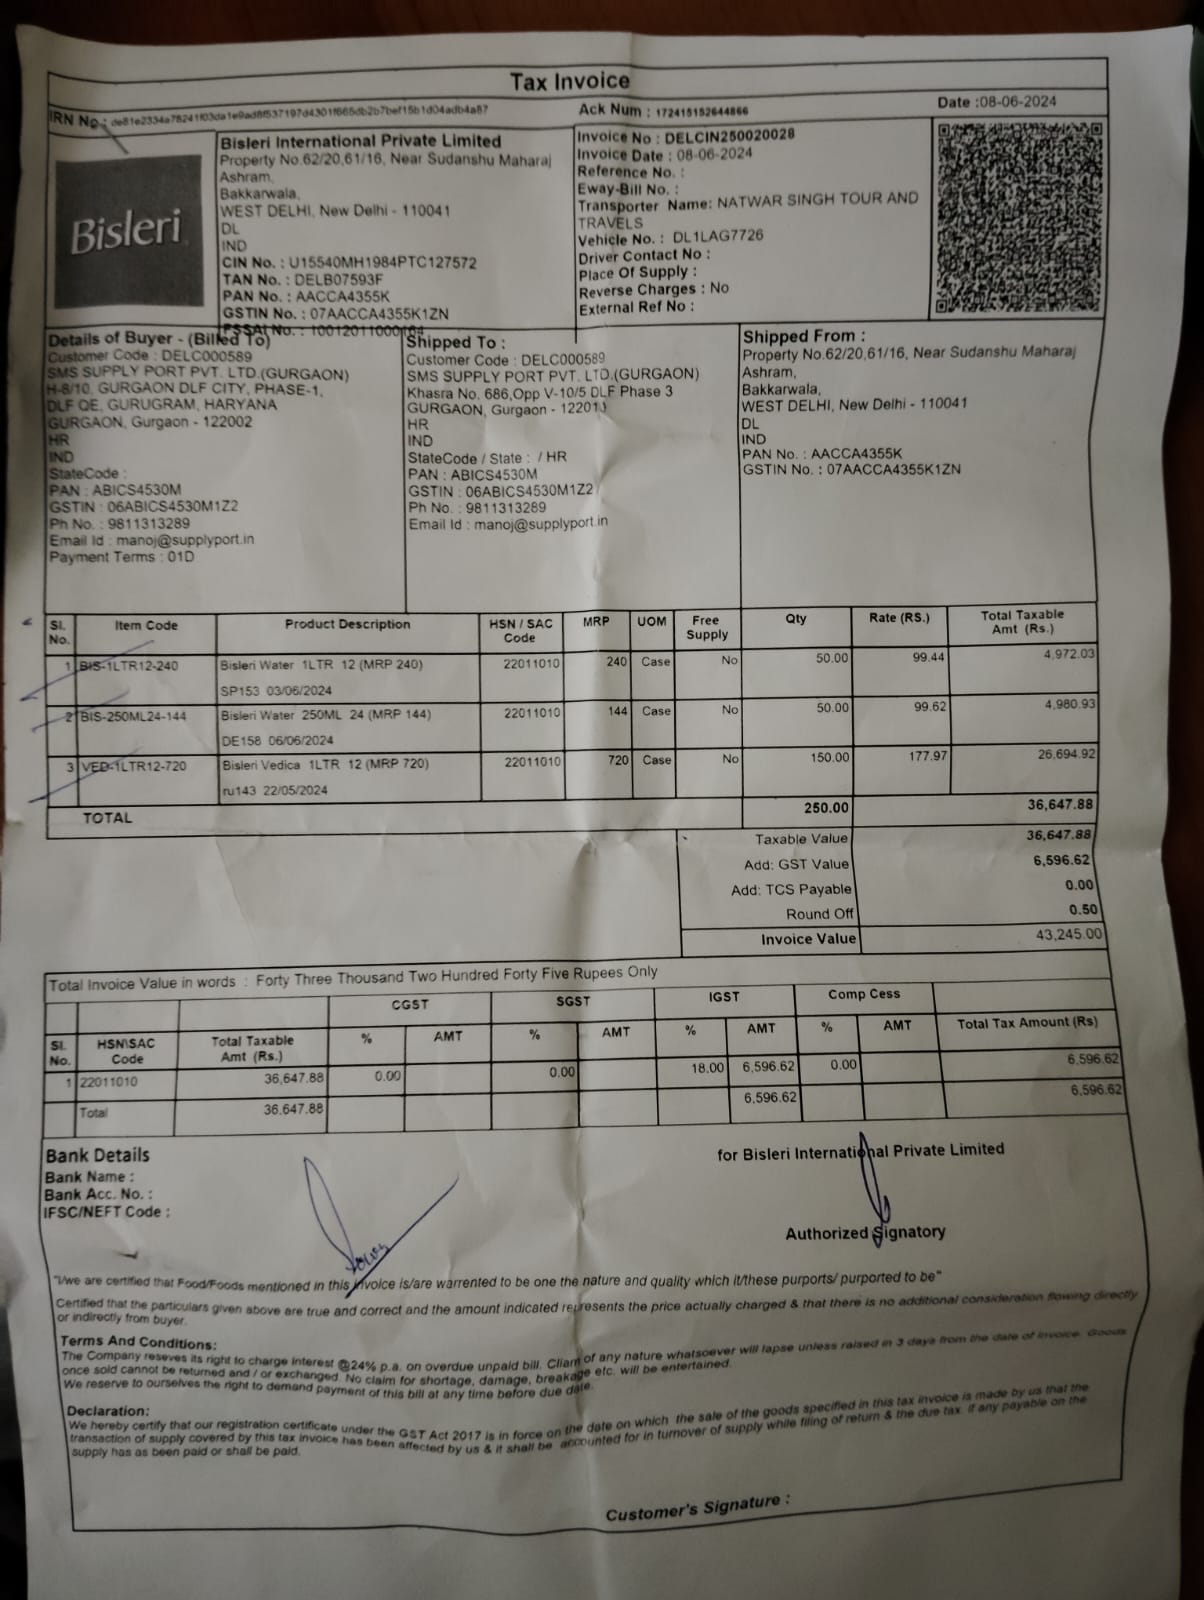 Tax Invoice
IRN No.: de81e2334a78241f03da1e9ad8f537197d4301f665db2b7bef15b1d04adb4a87
Ack Num : 172415152644866
Date :08-06-2024
Bisleri
Bisleri International Private Limited
Property No.62/20,61/16, Near Sudanshu Maharaj
Ashram,
Bakkarwala,
WEST DELHI, New Delhi - 110041
DL
IND
CIN No. : U15540MH1984PTC127572
TAN No. : DELB07593F
PAN No. : AACCA4355K
GSTIN No. : 07AACCA4355K1ZN
FSSAI No. : 10012011000164
Invoice No : DELCIN250020028
Invoice Date : 08-06-2024
Reference No. :
Eway-Bill No. :
Transporter Name: NATWAR SINGH TOUR AND
TRAVELS
Vehicle No. : DL1LAG7726
Driver Contact No :
Place Of Supply :
Reverse Charges : No
External Ref No :
Details of Buyer - (Billed To)
Customer Code : DELC000589
SMS SUPPLY PORT PVT. LTD.(GURGAON)
H-8/10, GURGAON DLF CITY, PHASE-1,
DLF QE, GURUGRAM, HARYANA
GURGAON, Gurgaon - 122002
HR
IND
StateCode :
PAN : ABICS4530M
GSTIN : 06ABICS4530M1Z2
Ph No. : 9811313289
Email Id : manoj@supplyport.in
Payment Terms : 01D
Shipped To :
Customer Code : DELC000589
SMS SUPPLY PORT PVT. LTD.(GURGAON)
Khasra No. 686,Opp V-10/5 DLF Phase 3
GURGAON, Gurgaon - 122011
HR
IND
StateCode / State : / HR
PAN : ABICS4530M
GSTIN : 06ABICS4530M1Z2
Ph No. : 9811313289
Email Id : manoj@supplyport.in
Shipped From :
Property No.62/20,61/16, Near Sudanshu Maharaj
Ashram,
Bakkarwala,
WEST DELHI, New Delhi - 110041
DL
IND
PAN No. : AACCA4355K
GSTIN No. : 07AACCA4355K1ZN
Sl. No. Item Code Product Description HSN / SAC Code MRP UOM Free Supply Qty Rate (RS.) Total Taxable Amt (Rs.)
1 BIS-1LTR12-240 Bisleri Water 1LTR 12 (MRP 240) 22011010 240 Case No 50.00 99.44 4,972.03
SP153 03/06/2024
2 BIS-250ML24-144 Bisleri Water 250ML 24 (MRP 144) 22011010 144 Case No 50.00 99.62 4,980.93
DE158 06/06/2024
3 VED-1LTR12-720 Bisleri Vedica 1LTR 12 (MRP 720) 22011010 720 Case No 150.00 177.97 26,694.92
ru143 22/05/2024
TOTAL 250.00 36,647.88
Taxable Value 36,647.88
Add: GST Value 6,596.62
Add: TCS Payable 0.00
Round Off 0.50
Invoice Value 43,245.00
Total Invoice Value in words : Forty Three Thousand Two Hundred Forty Five Rupees Only
CGST SGST IGST Comp Cess
Sl. No. HSN\SAC Code Total Taxable Amt (Rs.) % AMT % AMT % AMT % AMT Total Tax Amount (Rs)
1 22011010 36,647.88 0.00 0.00 18.00 6,596.62 0.00 6,596.62
Total 36,647.88 6,596.62 6,596.62
Bank Details
Bank Name :
Bank Acc. No. :
IFSC/NEFT Code :
for Bisleri International Private Limited
Authorized Signatory
"I/we are certified that Food/Foods mentioned in this invoice is/are warrented to be one the nature and quality which it/these purports/ purported to be"
Certified that the particulars given above are true and correct and the amount indicated represents the price actually charged & that there is no additional consideration flowing directly
or indirectly from buyer.
Terms And Conditions:
The Company reseves its right to charge interest @24% p.a. on overdue unpaid bill. Cliam of any nature whatsoever will lapse unless raised in 3 days from the date of invoice. Goods
once sold cannot be returned and / or exchanged. No claim for shortage, damage, breakage etc. will be entertained.
We reserve to ourselves the right to demand payment of this bill at any time before due date.
Declaration:
We hereby certify that our registration certificate under the GST Act 2017 is in force on the date on which the sale of the goods specified in this tax invoice is made by us that the
transaction of supply covered by this tax invoice has been affected by us & it shall be accounted for in turnover of supply while filing of return & the due tax. if any payable on the
supply has as been paid or shall be paid.
Customer's Signature :